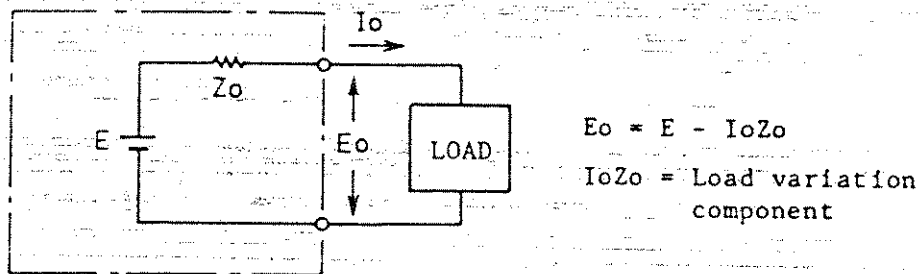 Io
Zo
E
Eo
LOAD
Eo = E - IoZo
IoZo = Load variation
component